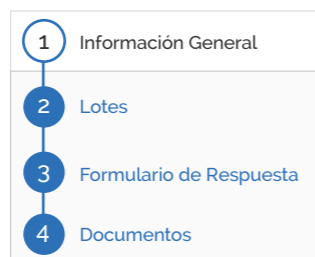 1 Información General
2 Lotes
3 Formulario de Respuesta
4 Documentos